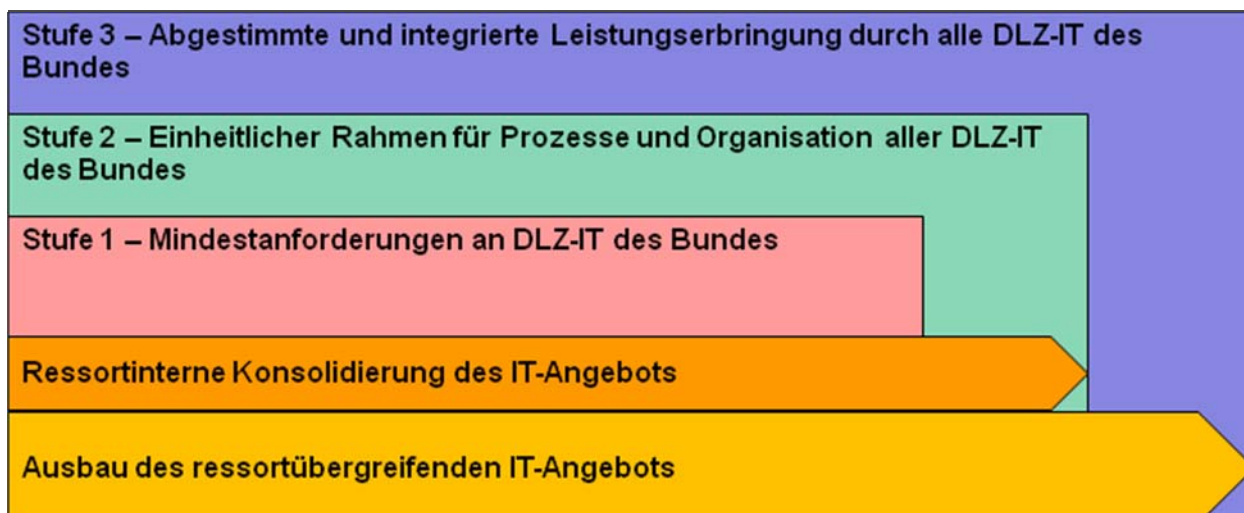 Stufe 3 – Abgestimmte und integrierte Leistungserbringung durch alle DLZ-IT des
Bundes
Stufe 2 – Einheitlicher Rahmen für Prozesse und Organisation aller DLZ-IT
des Bundes
Stufe 1 – Mindestanforderungen an DLZ-IT des Bundes
Ressortinterne Konsolidierung des IT-Angebots
Ausbau des ressortübergreifenden IT-Angebots